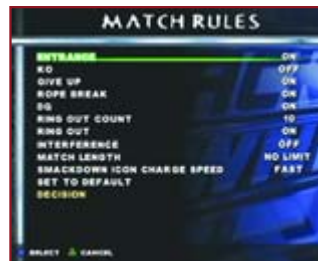 MATCH RULES
ENTRANCE ON
KO OFF
GIVE UP ON
ROPE BREAK ON
DQ ON
RING OUT COUNT 10
RING OUT ON
INTERFERENCE OFF
MATCH LENGTH NO LIMIT
SMACKDOWN ICON CHARGE SPEED FAST
SET TO DEFAULT
DECISION
SELECT CANCEL